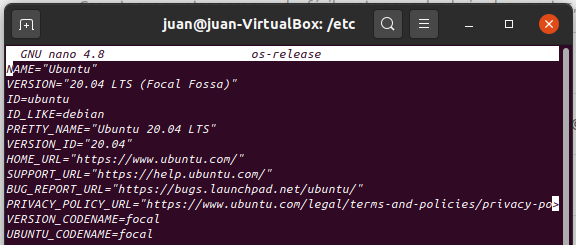 juan@juan-VirtualBox: /etc
GNU nano 4.8 os-release
NAME="Ubuntu"
VERSION="20.04 LTS (Focal Fossa)"
ID=ubuntu
ID_LIKE=debian
PRETTY_NAME="Ubuntu 20.04 LTS"
VERSION_ID="20.04"
HOME_URL="https://www.ubuntu.com/"
SUPPORT_URL="https://help.ubuntu.com/"
BUG_REPORT_URL="https://bugs.launchpad.net/ubuntu/"
PRIVACY_POLICY_URL="https://www.ubuntu.com/legal/terms-and-policies/privacy-po>
VERSION_CODENAME=focal
UBUNTU_CODENAME=focal